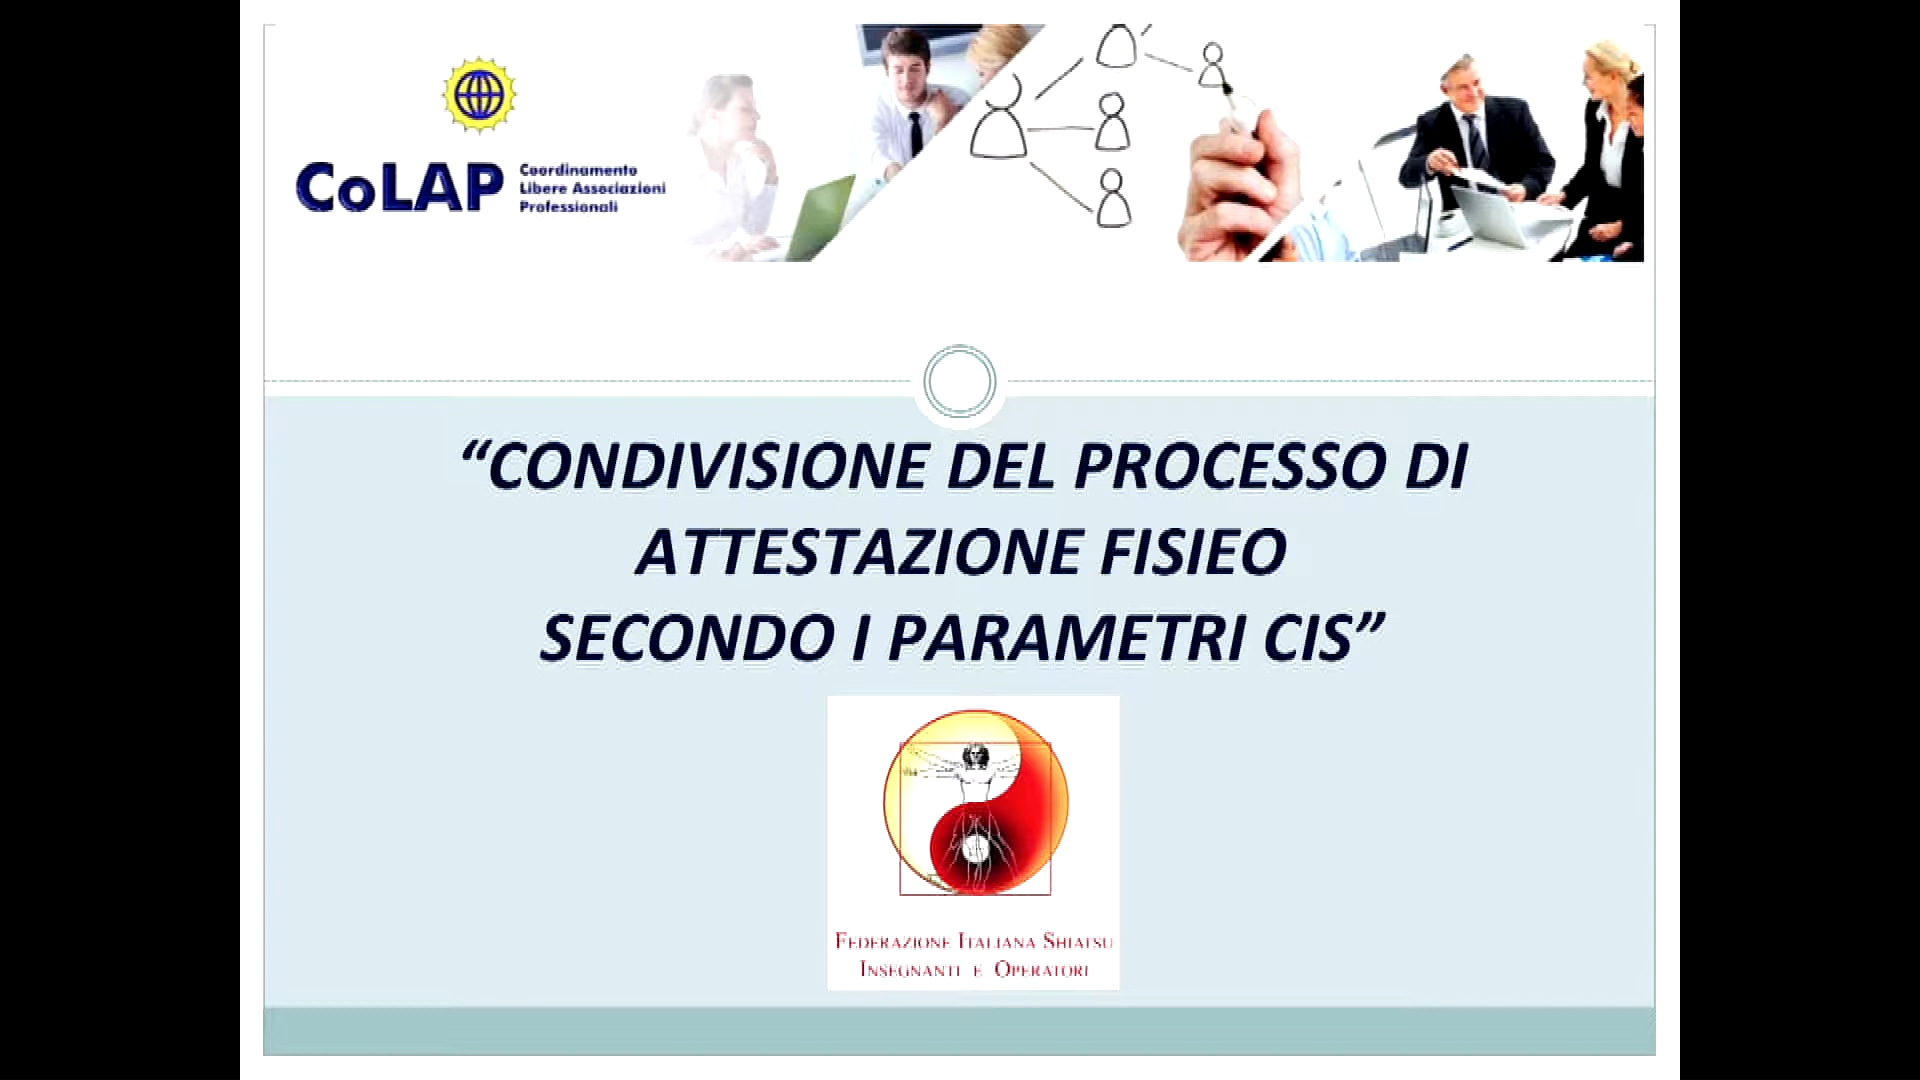 CoLAP
Coordinamento
Libere Associazioni
Professionali
“CONDIVISIONE DEL PROCESSO DI
ATTESTAZIONE FISIEO
SECONDO I PARAMETRI CIS”
FEDERAZIONE ITALIANA SHIATSU
INSEGNANTI E OPERATORI